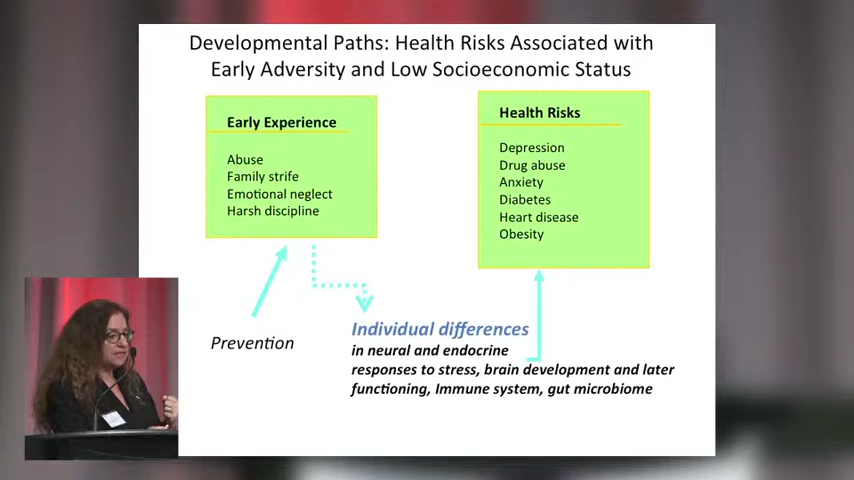 Developmental Paths: Health Risks Associated with
Early Adversity and Low Socioeconomic Status
Early Experience
Abuse
Family strife
Emotional neglect
Harsh discipline
Health Risks
Depression
Drug abuse
Anxiety
Diabetes
Heart disease
Obesity
Prevention
Individual differences
in neural and endocrine
responses to stress, brain development and later
functioning, Immune system, gut microbiome